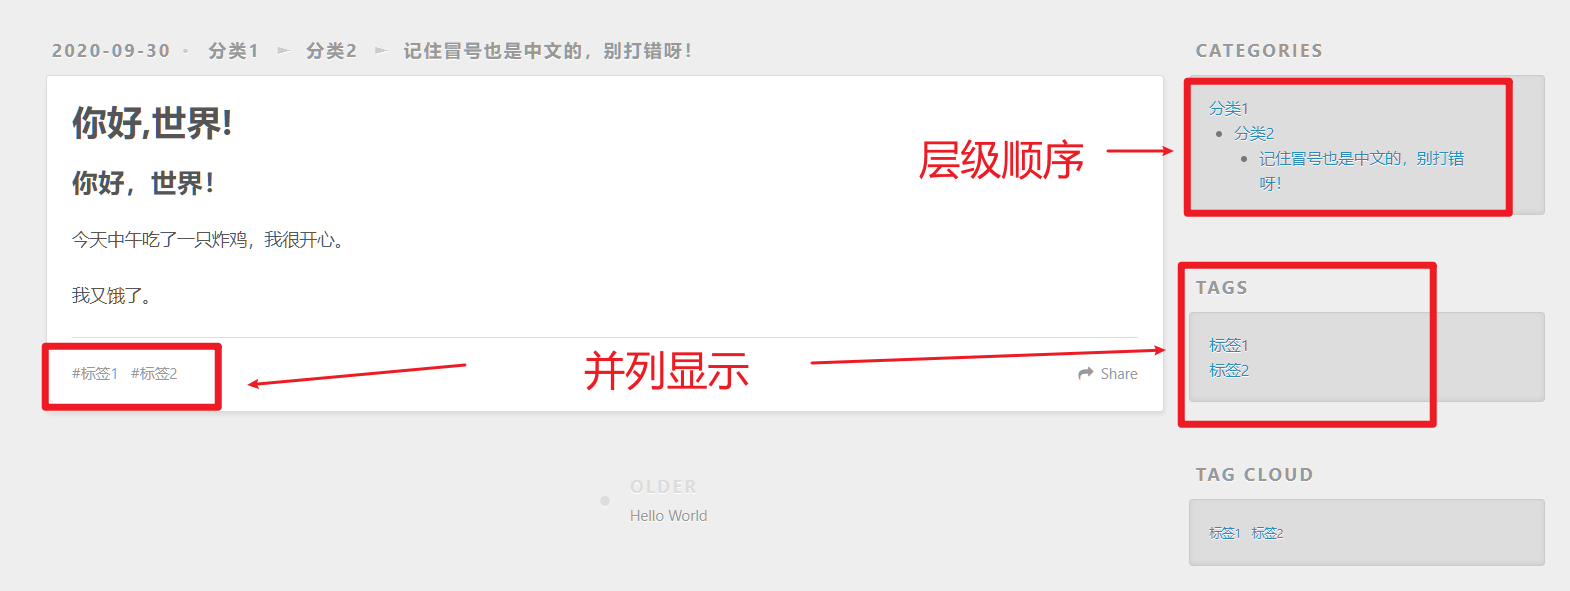 2020-09-30 • 分类1 ► 分类2 ► 记住冒号也是中文的，别打错呀！
你好,世界!
你好，世界！
今天中午吃了一只炸鸡，我很开心。
我又饿了。
#标签1 #标签2
Share
OLDER
Hello World
层级顺序
并列显示
CATEGORIES
分类1
分类2
记住冒号也是中文的，别打错
呀！
TAGS
标签1
标签2
TAG CLOUD
标签1 标签2